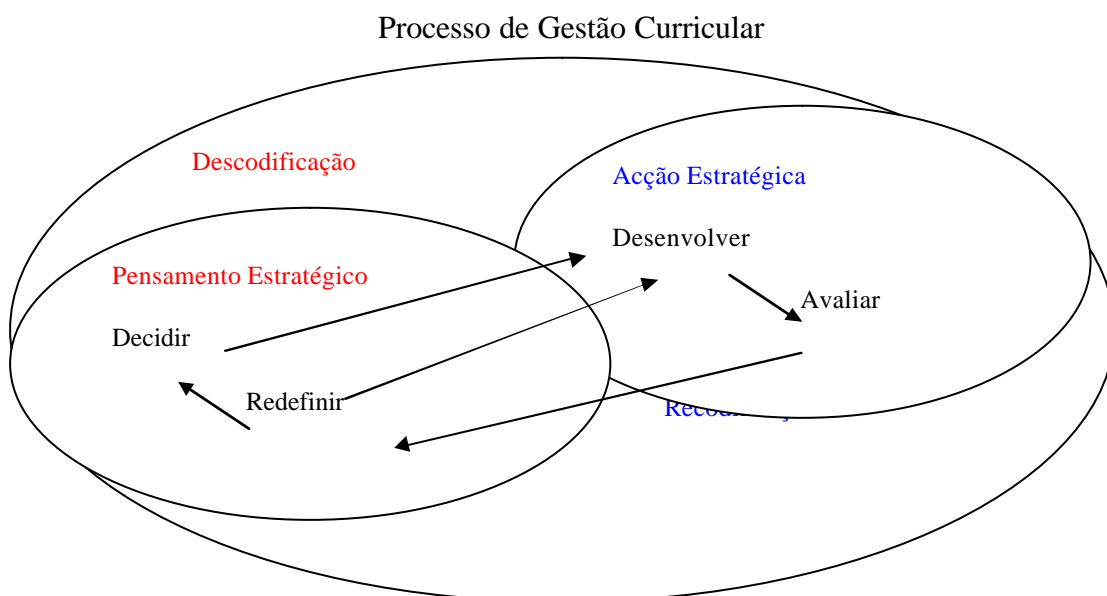 Processo de Gestão Curricular
Descodificação
Acção Estratégica
Desenvolver
Pensamento Estratégico
Avaliar
Decidir
Redefinir